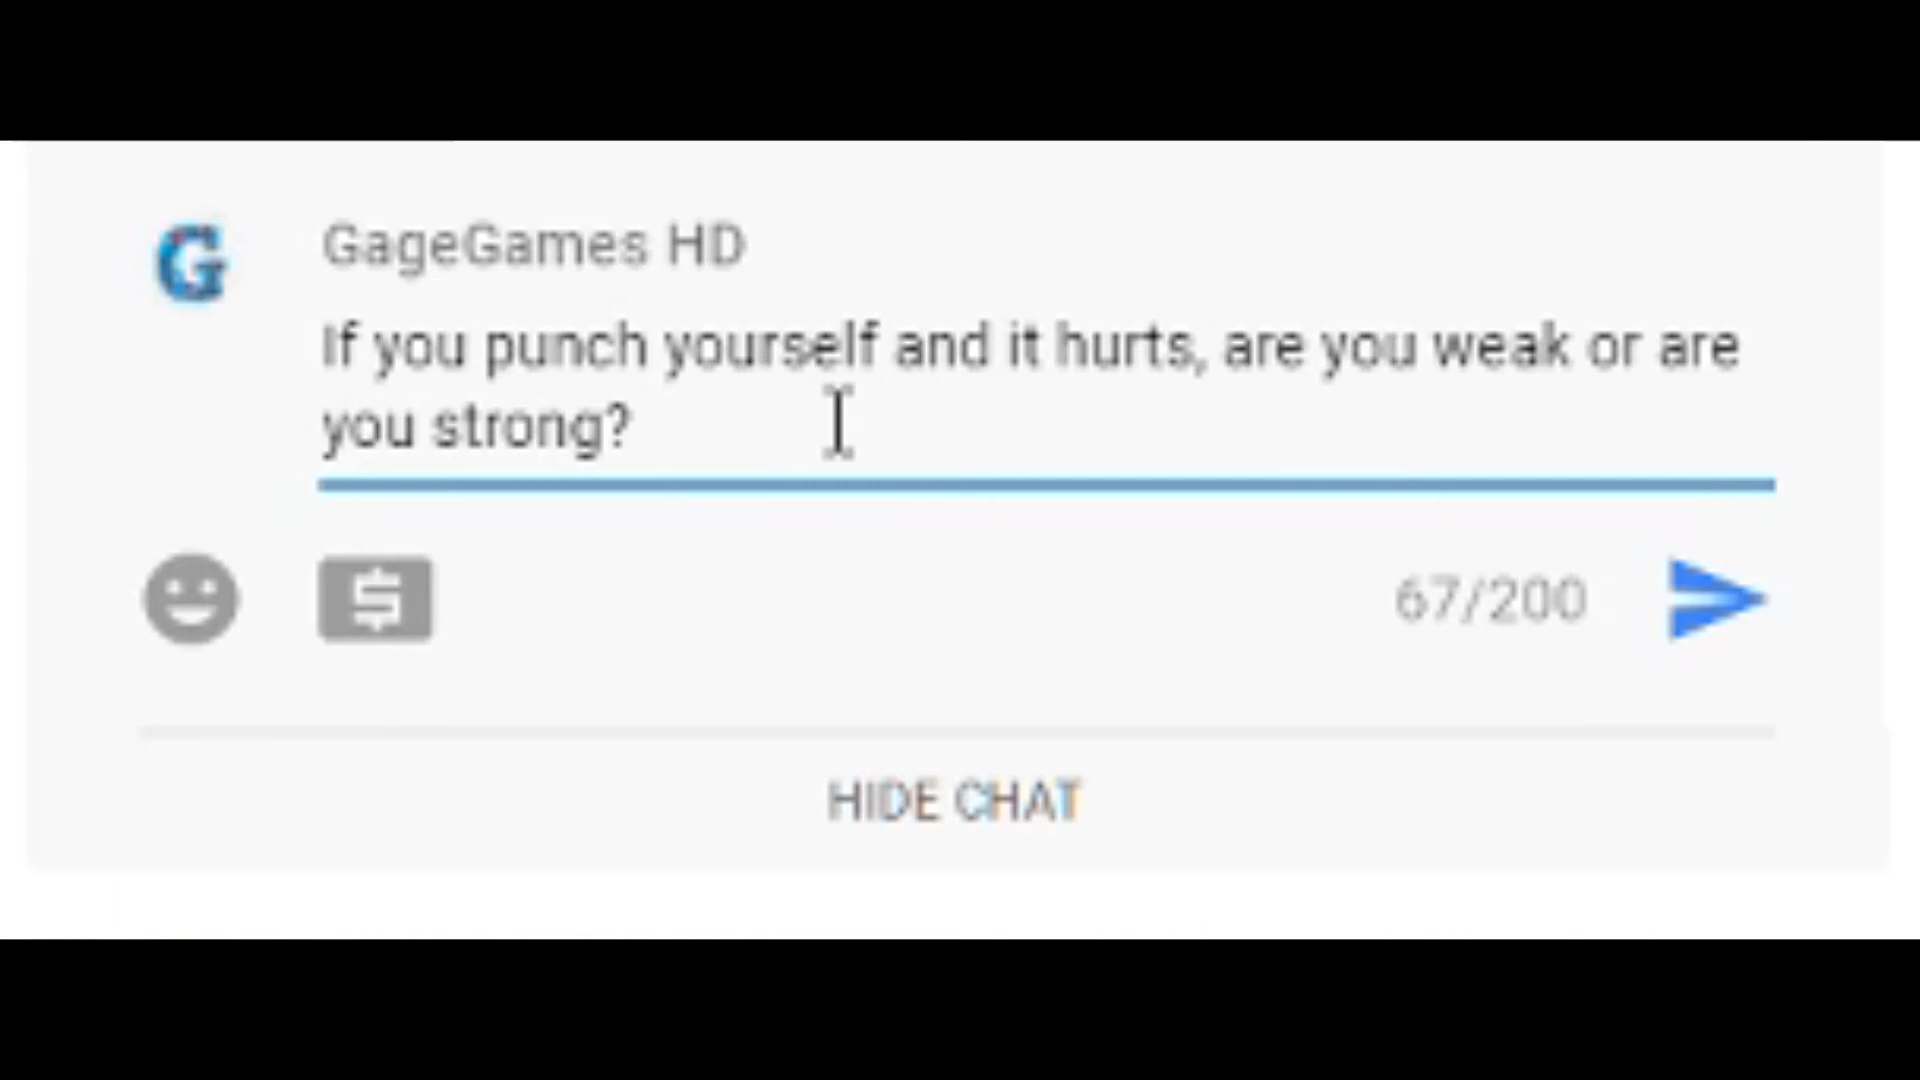 G
GageGames HD
If you punch yourself and it hurts, are you weak or are
you strong?
$
67/200
HIDE CHAT